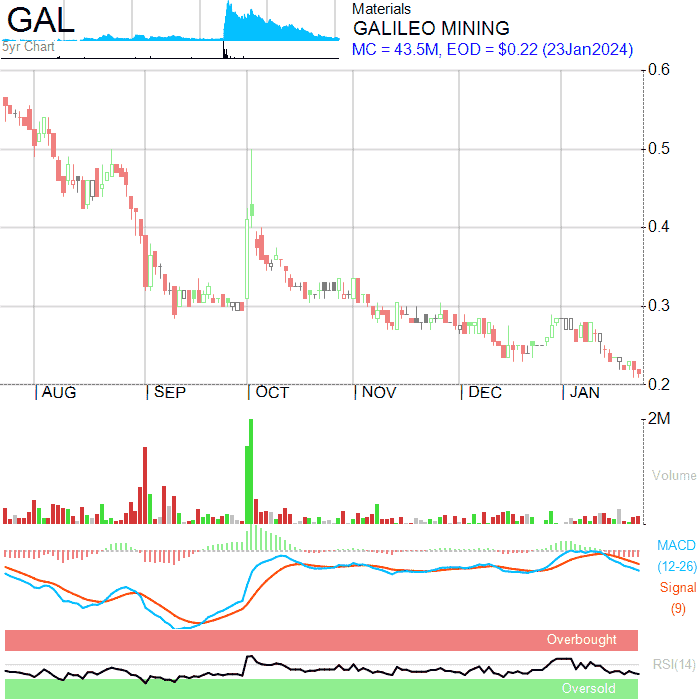 GAL
5yr Chart
Materials
GALILEO MINING
MC = 43.5M, EOD = $0.22 (23Jan2024)
0.6
0.5
0.4
0.3
0.2
| AUG | SEP | OCT | NOV | DEC | JAN
2M
Volume
MACD
(12-26)
Signal
(9)
Overbought
RSI(14)
Oversold